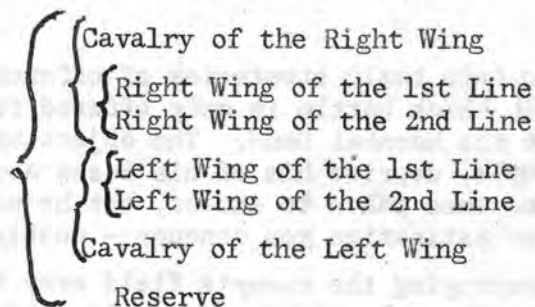 Cavalry of the Right Wing
Right Wing of the 1st Line
Right Wing of the 2nd Line
Left Wing of the 1st Line
Left Wing of the 2nd Line
Cavalry of the Left Wing
Reserve